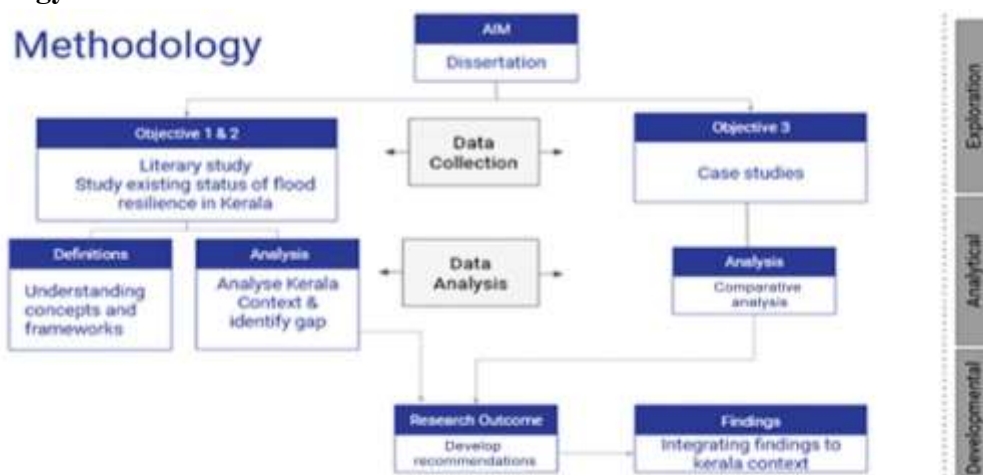 gy
Methodology
AIM
Dissertation
Objective 1 & 2
Literary study
Study existing status of flood
resilience in Kerala
Data
Collection
Objective 3
Case studies
Definitions
Understanding
concepts and
frameworks
Analysis
Analyse Kerala
Context &
identify gap
Data
Analysis
Analysis
Comparative
analysis
Research Outcome
Develop
recommendations
Findings
Integrating findings to
kerala context
Exploration
Analytical
Developmental